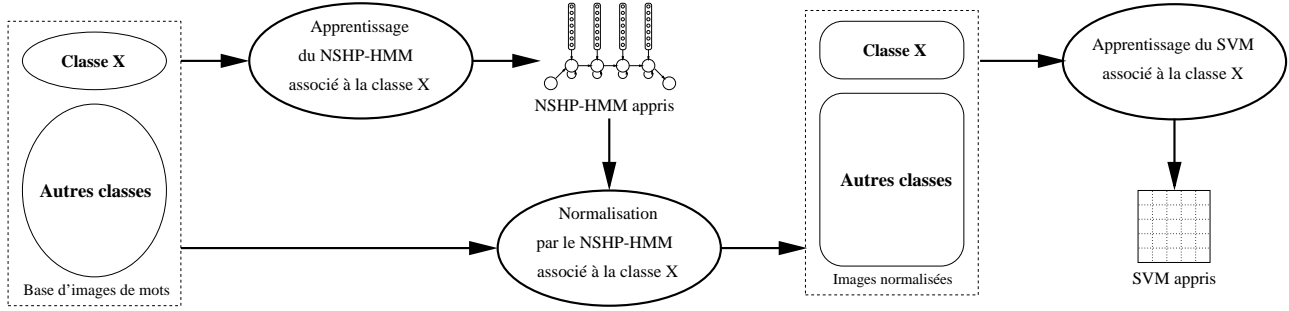 Classe X
Autres classes
Base d'images de mots
Apprentissage
du NSHP-HMM
associé à la classe X
NSHP-HMM appris
Normalisation
par le NSHP-HMM
associé à la classe X
Classe X
Autres classes
Images normalisées
Apprentissage du SVM
associé à la classe X
SVM appris